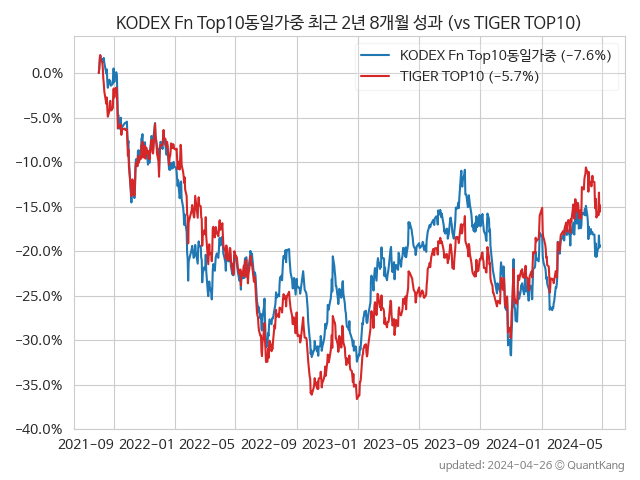 KODEX Fn Top10동일가중 최근 2년 8개월 성과 (vs TIGER TOP10)
KODEX Fn Top10동일가중 (−7.6%)
TIGER TOP10 (−5.7%)
0.0%
−5.0%
−10.0%
−15.0%
−20.0%
−25.0%
−30.0%
−35.0%
−40.0%
2021-09 2022-01 2022-05 2022-09 2023-01 2023-05 2023-09 2024-01 2024-05
updated: 2024-04-26 © QuantKang